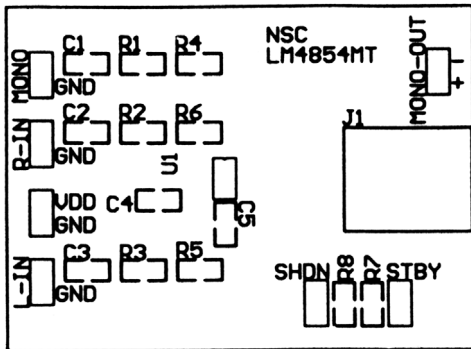 C1 R1 R4
NSC
LM4854MT
MONO
GND
MONO-OUT
-
+
C2 R2 R6
R-IN
GND
J1
U1
VDD
GND
C4
C5
C3 R3 R5
L-IN
GND
SHDN R8 R7 STBY